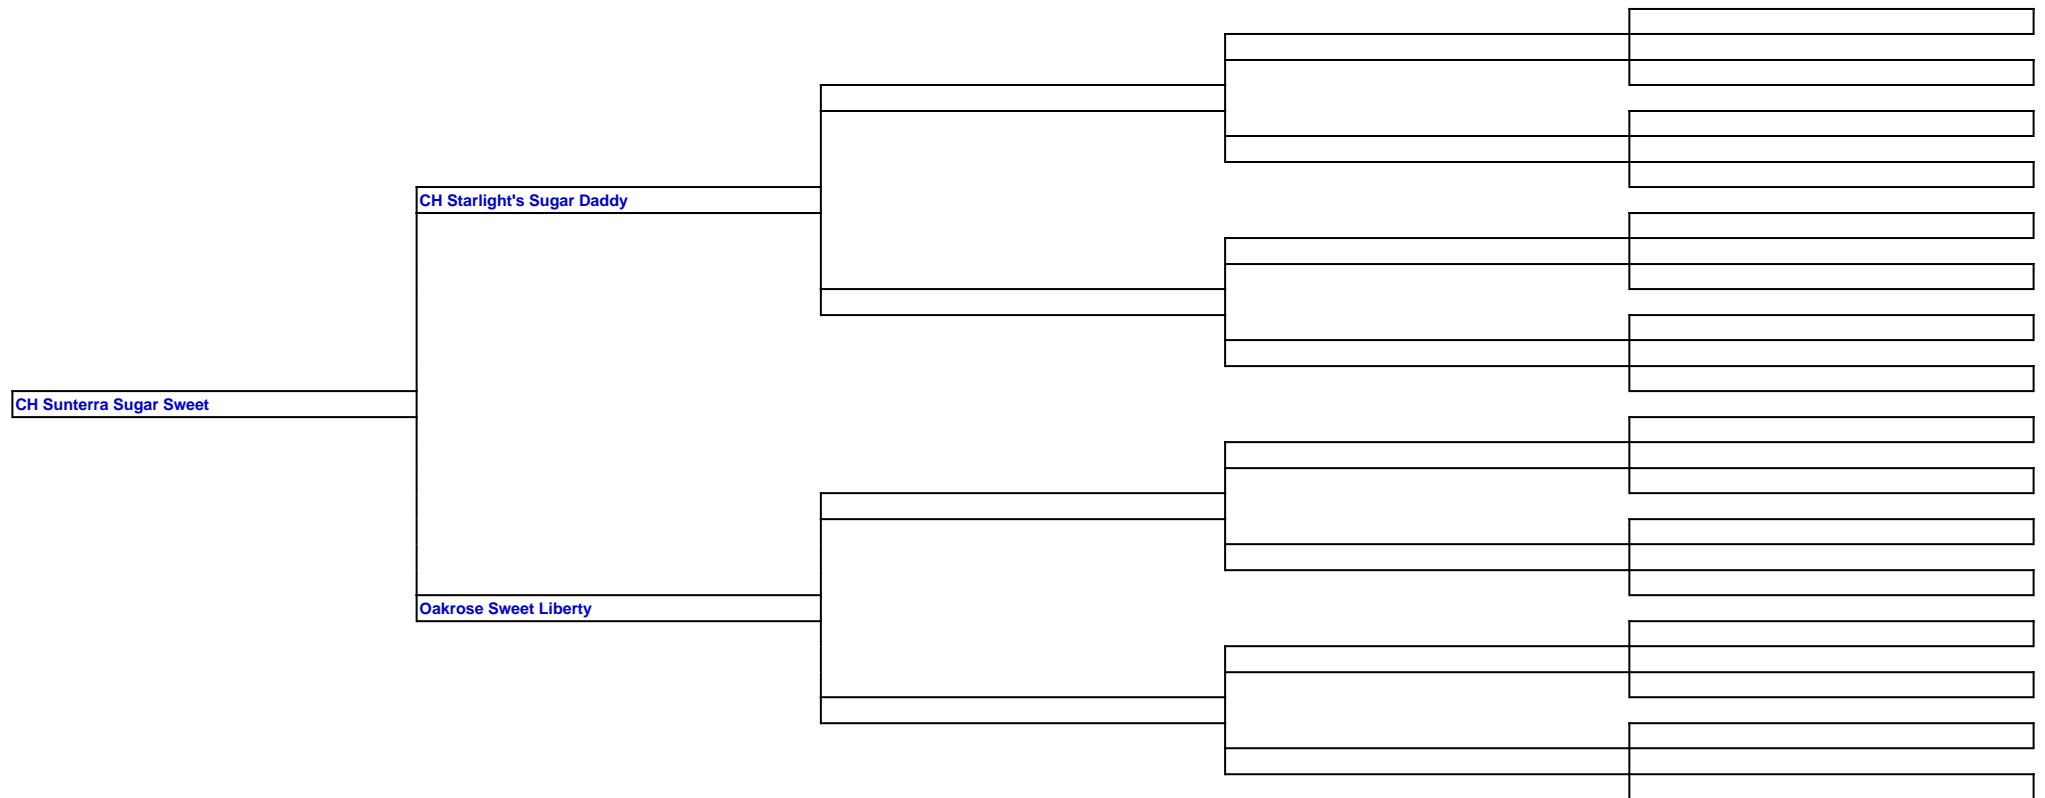 CH Starlight's Sugar Daddy
CH Sunterra Sugar Sweet
Oakrose Sweet Liberty